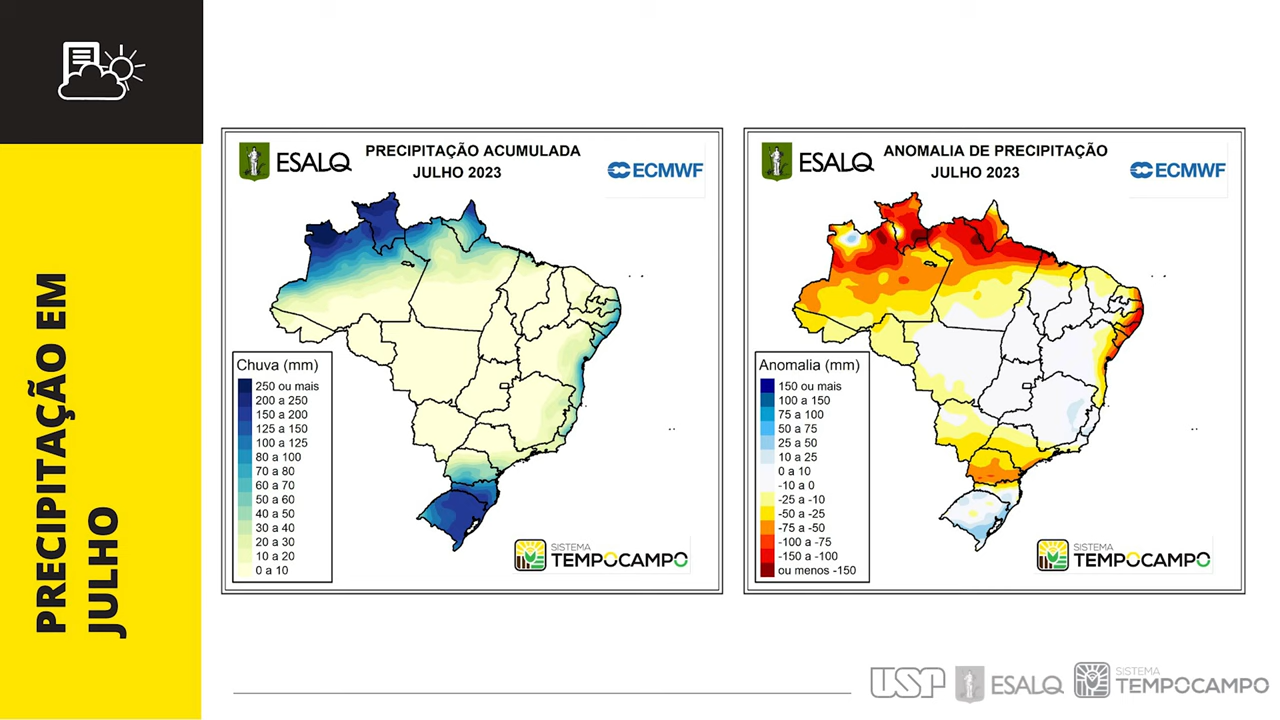 PRECIPITAÇÃO EM
JULHO
ESALQ
PRECIPITAÇÃO ACUMULADA
JULHO 2023
ECMWF
Chuva (mm)
250 ou mais
200 a 250
150 a 200
125 a 150
100 a 125
80 a 100
70 a 80
60 a 70
50 a 60
40 a 50
30 a 40
20 a 30
10 a 20
0 a 10
SISTEMA
TEMPOCAMPO
ESALQ
ANOMALIA DE PRECIPITAÇÃO
JULHO 2023
ECMWF
Anomalia (mm)
150 ou mais
100 a 150
75 a 100
50 a 75
25 a 50
10 a 25
0 a 10
-10 a 0
-25 a -10
-50 a -25
-75 a -50
-100 a -75
-150 a -100
ou menos -150
SISTEMA
TEMPOCAMPO
USP
ESALQ
SISTEMA
TEMPOCAMPO